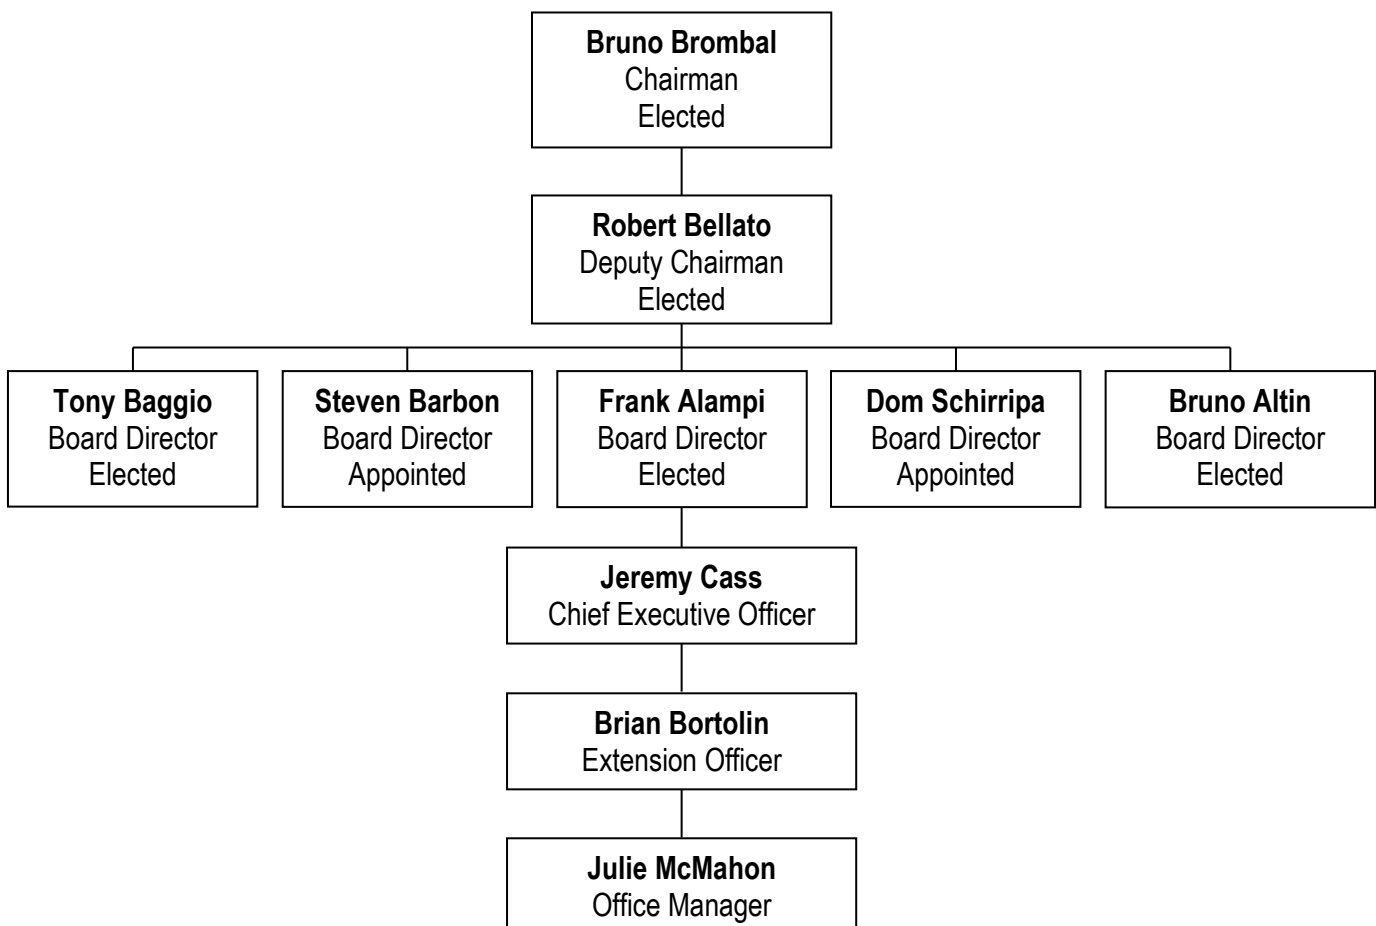 Bruno Brombal
Chairman
Elected
Robert Bellato
Deputy Chairman
Elected
Tony Baggio
Board Director
Elected
Steven Barbon
Board Director
Appointed
Frank Alampi
Board Director
Elected
Dom Schirripa
Board Director
Appointed
Bruno Altin
Board Director
Elected
Jeremy Cass
Chief Executive Officer
Brian Bortolin
Extension Officer
Julie McMahon
Office Manager